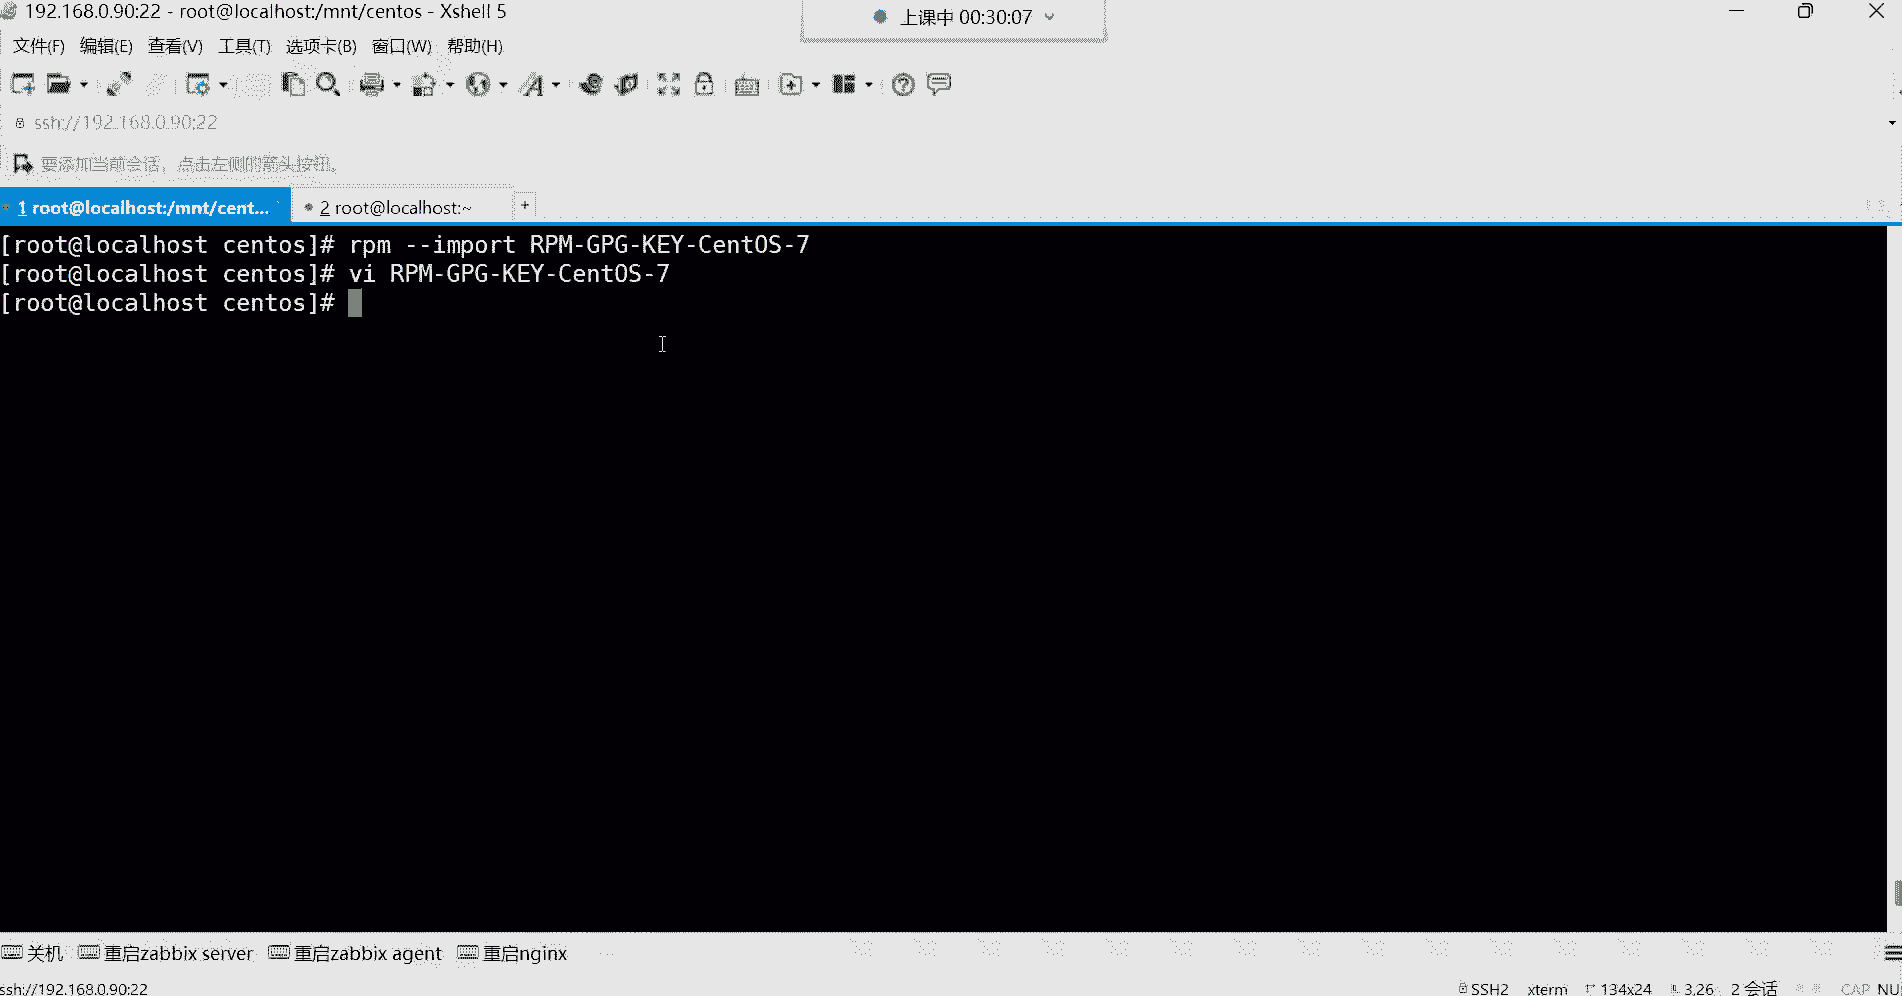 192.168.0.90:22 - root@localhost:/mnt/centos - Xshell 5
上课中 00:30:07
文件(F) 编辑(E) 查看(V) 工具(T) 选项卡(B) 窗口(W) 帮助(H)
ssh://192.168.0.90:22
要添加当前会话，点击左侧的箭头按钮。
1 root@localhost:/mnt/cent... 2 root@localhost:~ +
[root@localhost centos]# rpm --import RPM-GPG-KEY-CentOS-7
[root@localhost centos]# vi RPM-GPG-KEY-CentOS-7
[root@localhost centos]#
关机 重启zabbix server 重启zabbix agent 重启nginx
ssh://192.168.0.90:22 SSH2 xterm 134x24 3,26 2 会话 CAP NU